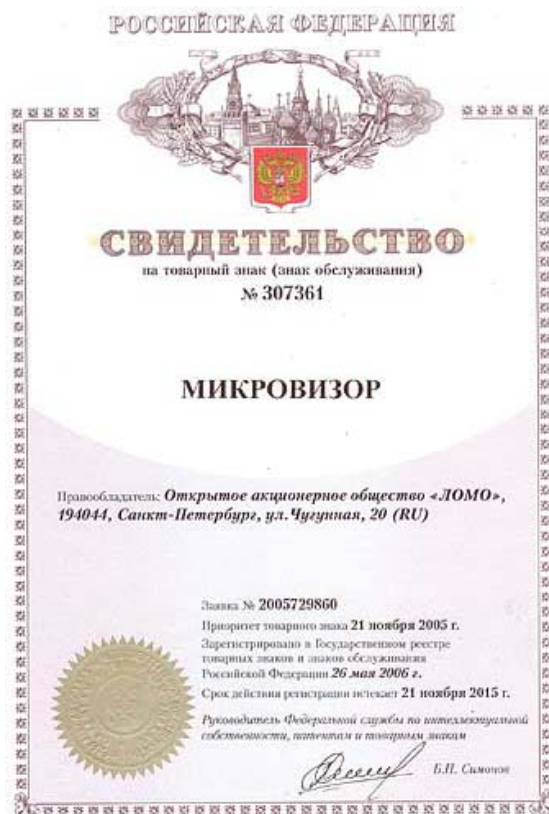 РОССИЙСКАЯ ФЕДЕРАЦИЯ
СВИДЕТЕЛЬСТВО
на товарный знак (знак обслуживания)
№ 307361
МИКРОВИЗОР
Правообладатель: Открытое акционерное общество «ЛОМО»,
194044, Санкт-Петербург, ул.Чугунная, 20 (RU)
Заявка № 2005729860
Приоритет товарного знака 21 ноября 2005 г.
Зарегистрировано в Государственном реестре
товарных знаков и знаков обслуживания
Российской Федерации 26 мая 2006 г.
Срок действия регистрации истекает 21 ноября 2015 г.
Руководитель Федеральной службы по интеллектуальной
собственности, патентам и товарным знакам
Б.П. Симонов